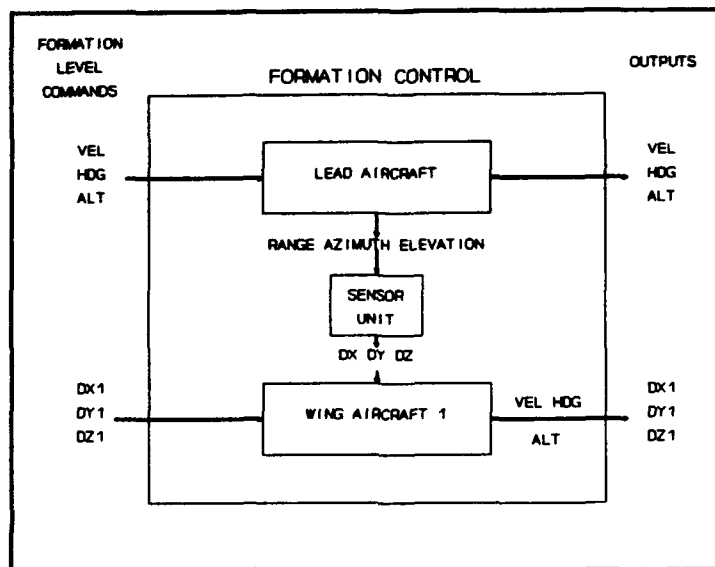 FORMATION
LEVEL
COMMANDS
FORMATION CONTROL
OUTPUTS
VEL
HDG
ALT
LEAD AIRCRAFT
VEL
HDG
ALT
RANGE AZIMUTH ELEVATION
SENSOR
UNIT
DX DY DZ
DX1
DY1
DZ1
WING AIRCRAFT 1
VEL HDG
ALT
DX1
DY1
DZ1